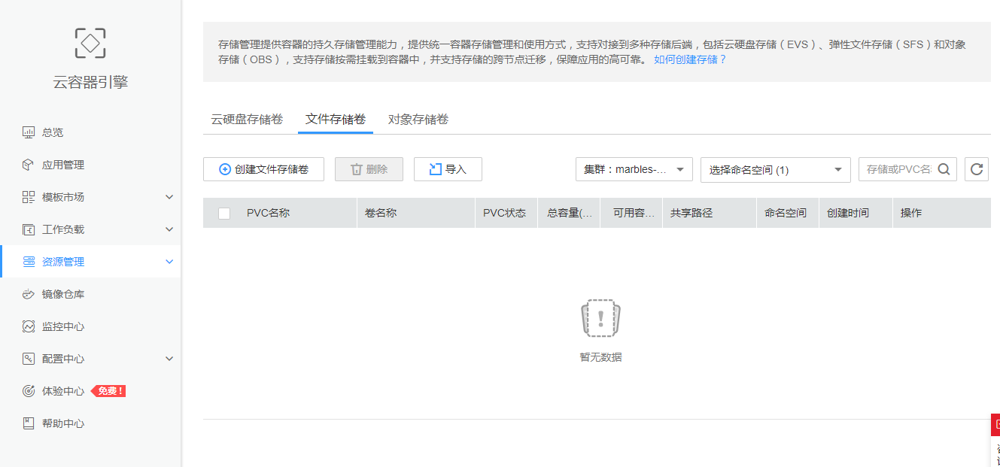 云容器引擎
总览
应用管理
模板市场
工作负载
资源管理
镜像仓库
监控中心
配置中心
体验中心 免费！
帮助中心
存储管理提供容器的持久存储管理能力，提供统一容器存储管理和使用方式，支持对接到多种存储后端，包括云硬盘存储（EVS）、弹性文件存储（SFS）和对象
存储（OBS），支持存储按需挂载到容器中，并支持存储的跨节点迁移，保障应用的高可靠。 如何创建存储？
云硬盘存储卷 文件存储卷 对象存储卷
创建文件存储卷 删除 导入 集群：marbles-... 选择命名空间 (1) 存储或PVC名
PVC名称 卷名称 PVC状态 总容量(... 可用容... 共享路径 命名空间 创建时间 操作
暂无数据